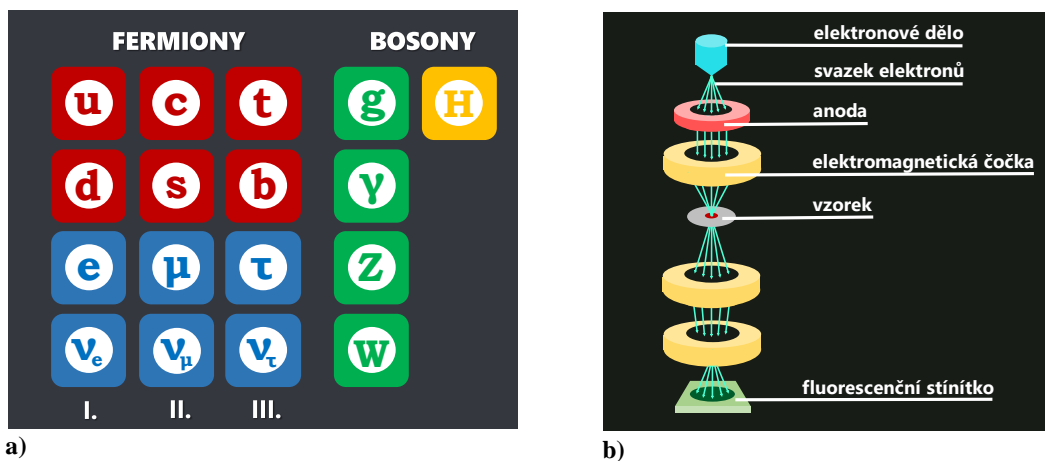 FERMIONY BOSONY
u c t g H
d s b γ
e μ τ Z
νe νμ ντ W
I. II. III.
a)
elektronové dělo
svazek elektronů
anoda
elektromagnetická čočka
vzorek
fluorescenční stínítko
b)